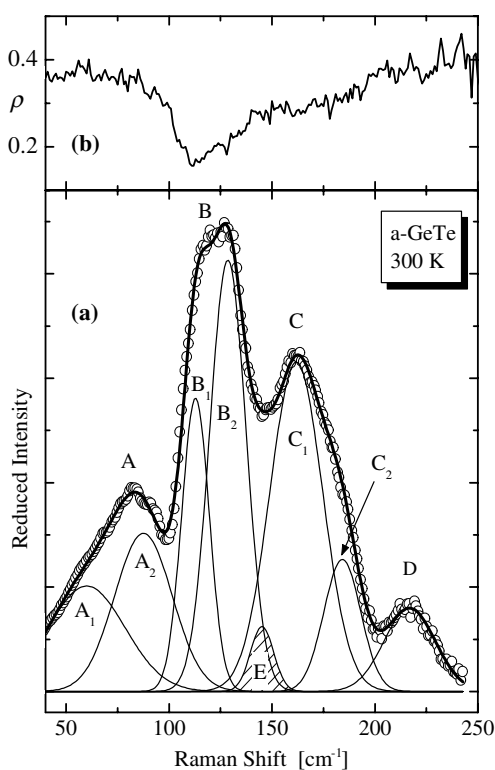 0.4
ρ
0.2
(b)
B
a-GeTe
300 K
(a)
C
B1
B2
C1
C2
A
D
A2
A1
E
Reduced Intensity
50 100 150 200 250
Raman Shift [cm-1]